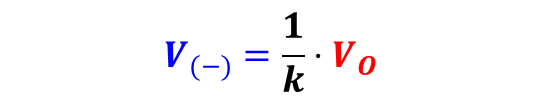 V(−) = 1/k · VO